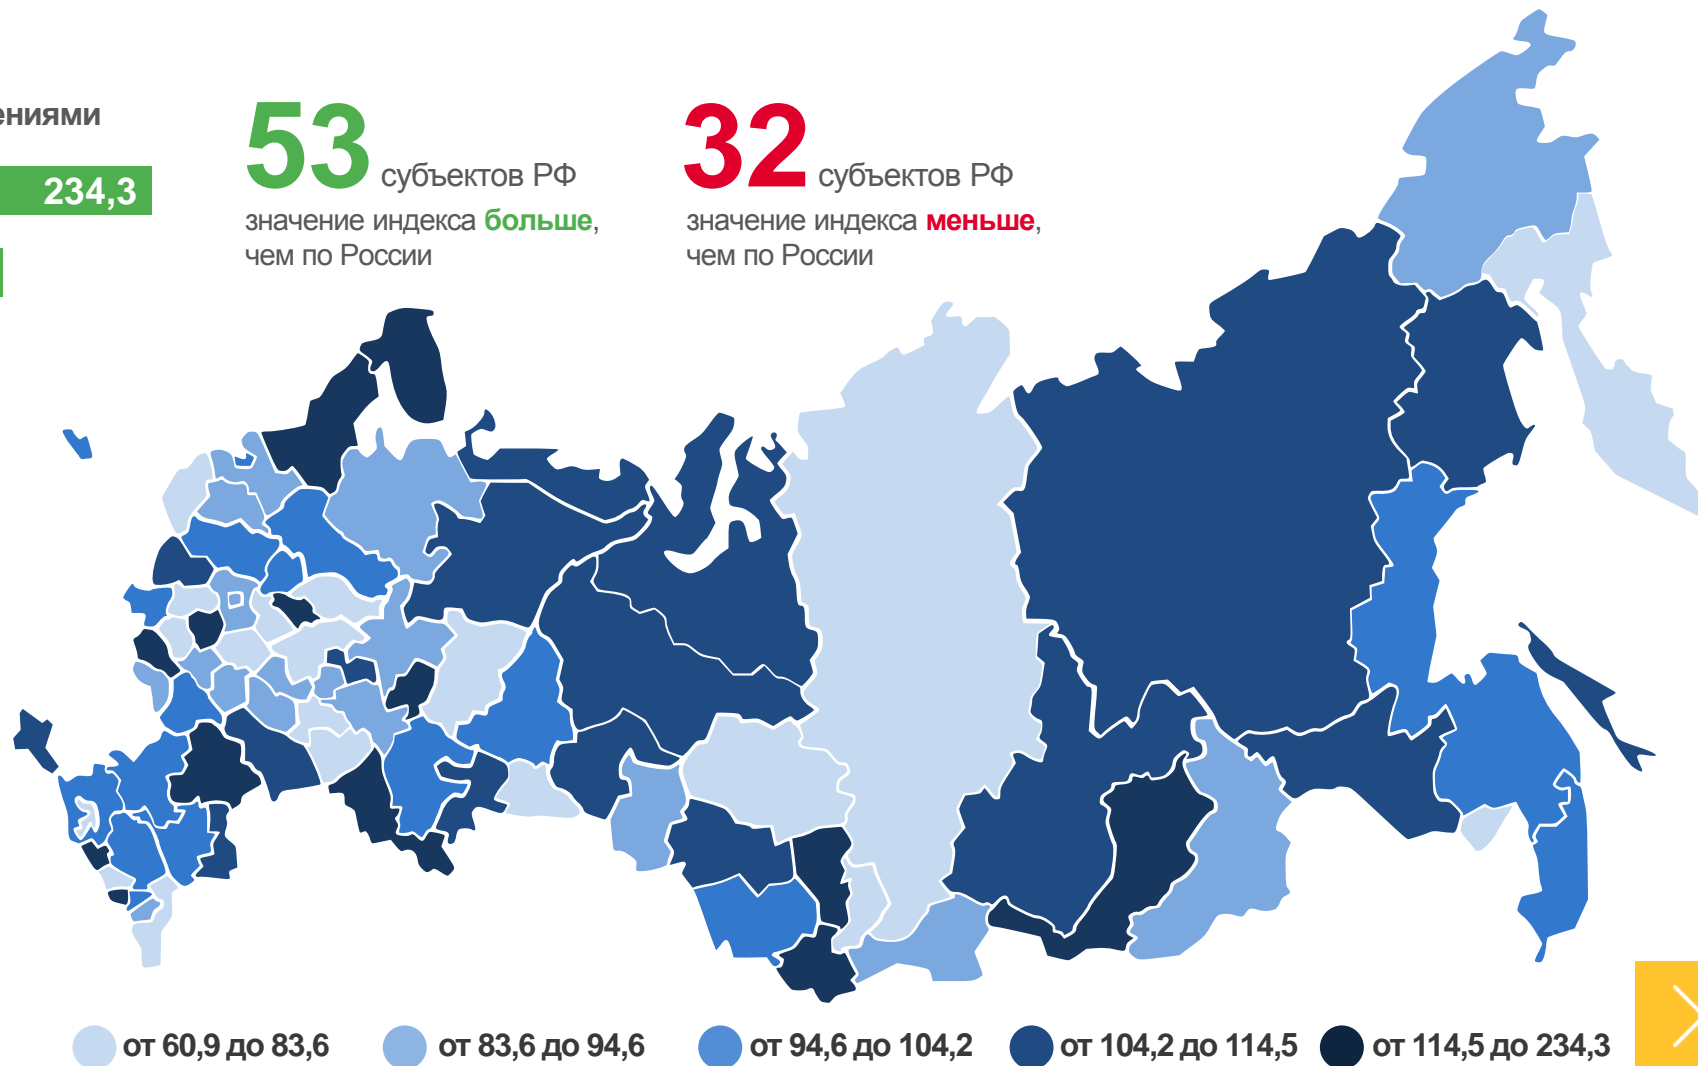 ениями
234,3
53 субъектов РФ
значение индекса больше,
чем по России
32 субъектов РФ
значение индекса меньше,
чем по России
от 60,9 до 83,6
от 83,6 до 94,6
от 94,6 до 104,2
от 104,2 до 114,5
от 114,5 до 234,3